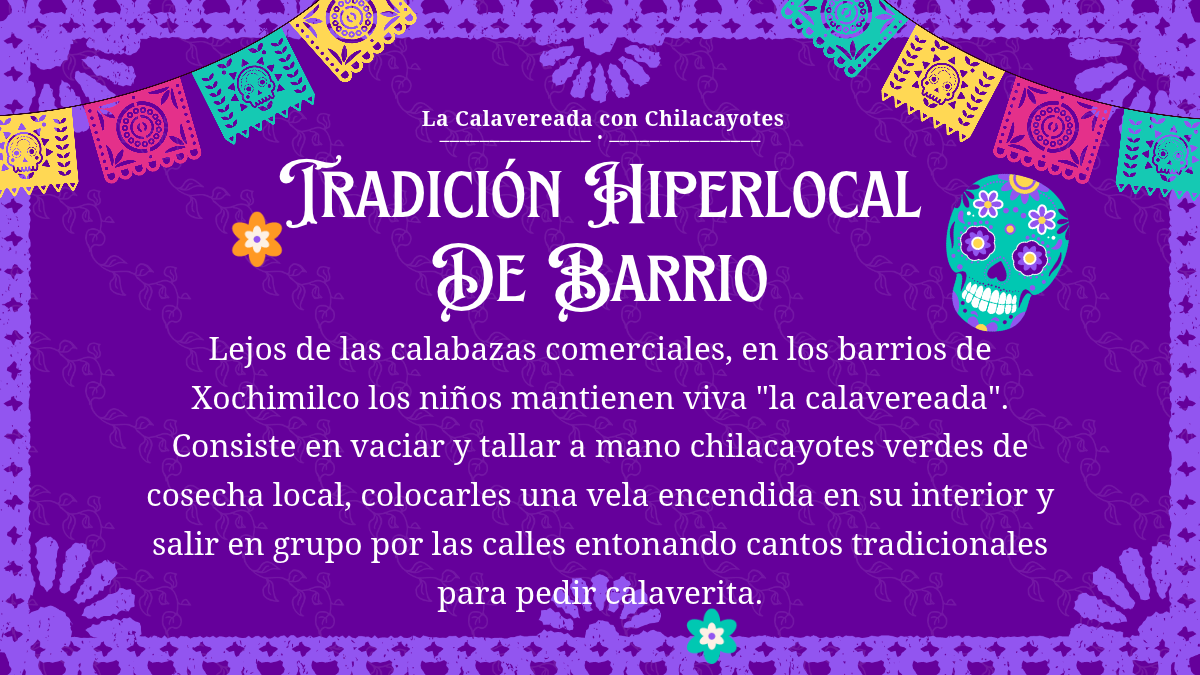 La Calavereada con Chilacayotes
Tradición Hiperlocal
De Barrio
Lejos de las calabazas comerciales, en los barrios de
Xochimilco los niños mantienen viva "la calavereada".
Consiste en vaciar y tallar a mano chilacayotes verdes de
cosecha local, colocarles una vela encendida en su interior y
salir en grupo por las calles entonando cantos tradicionales
para pedir calaverita.